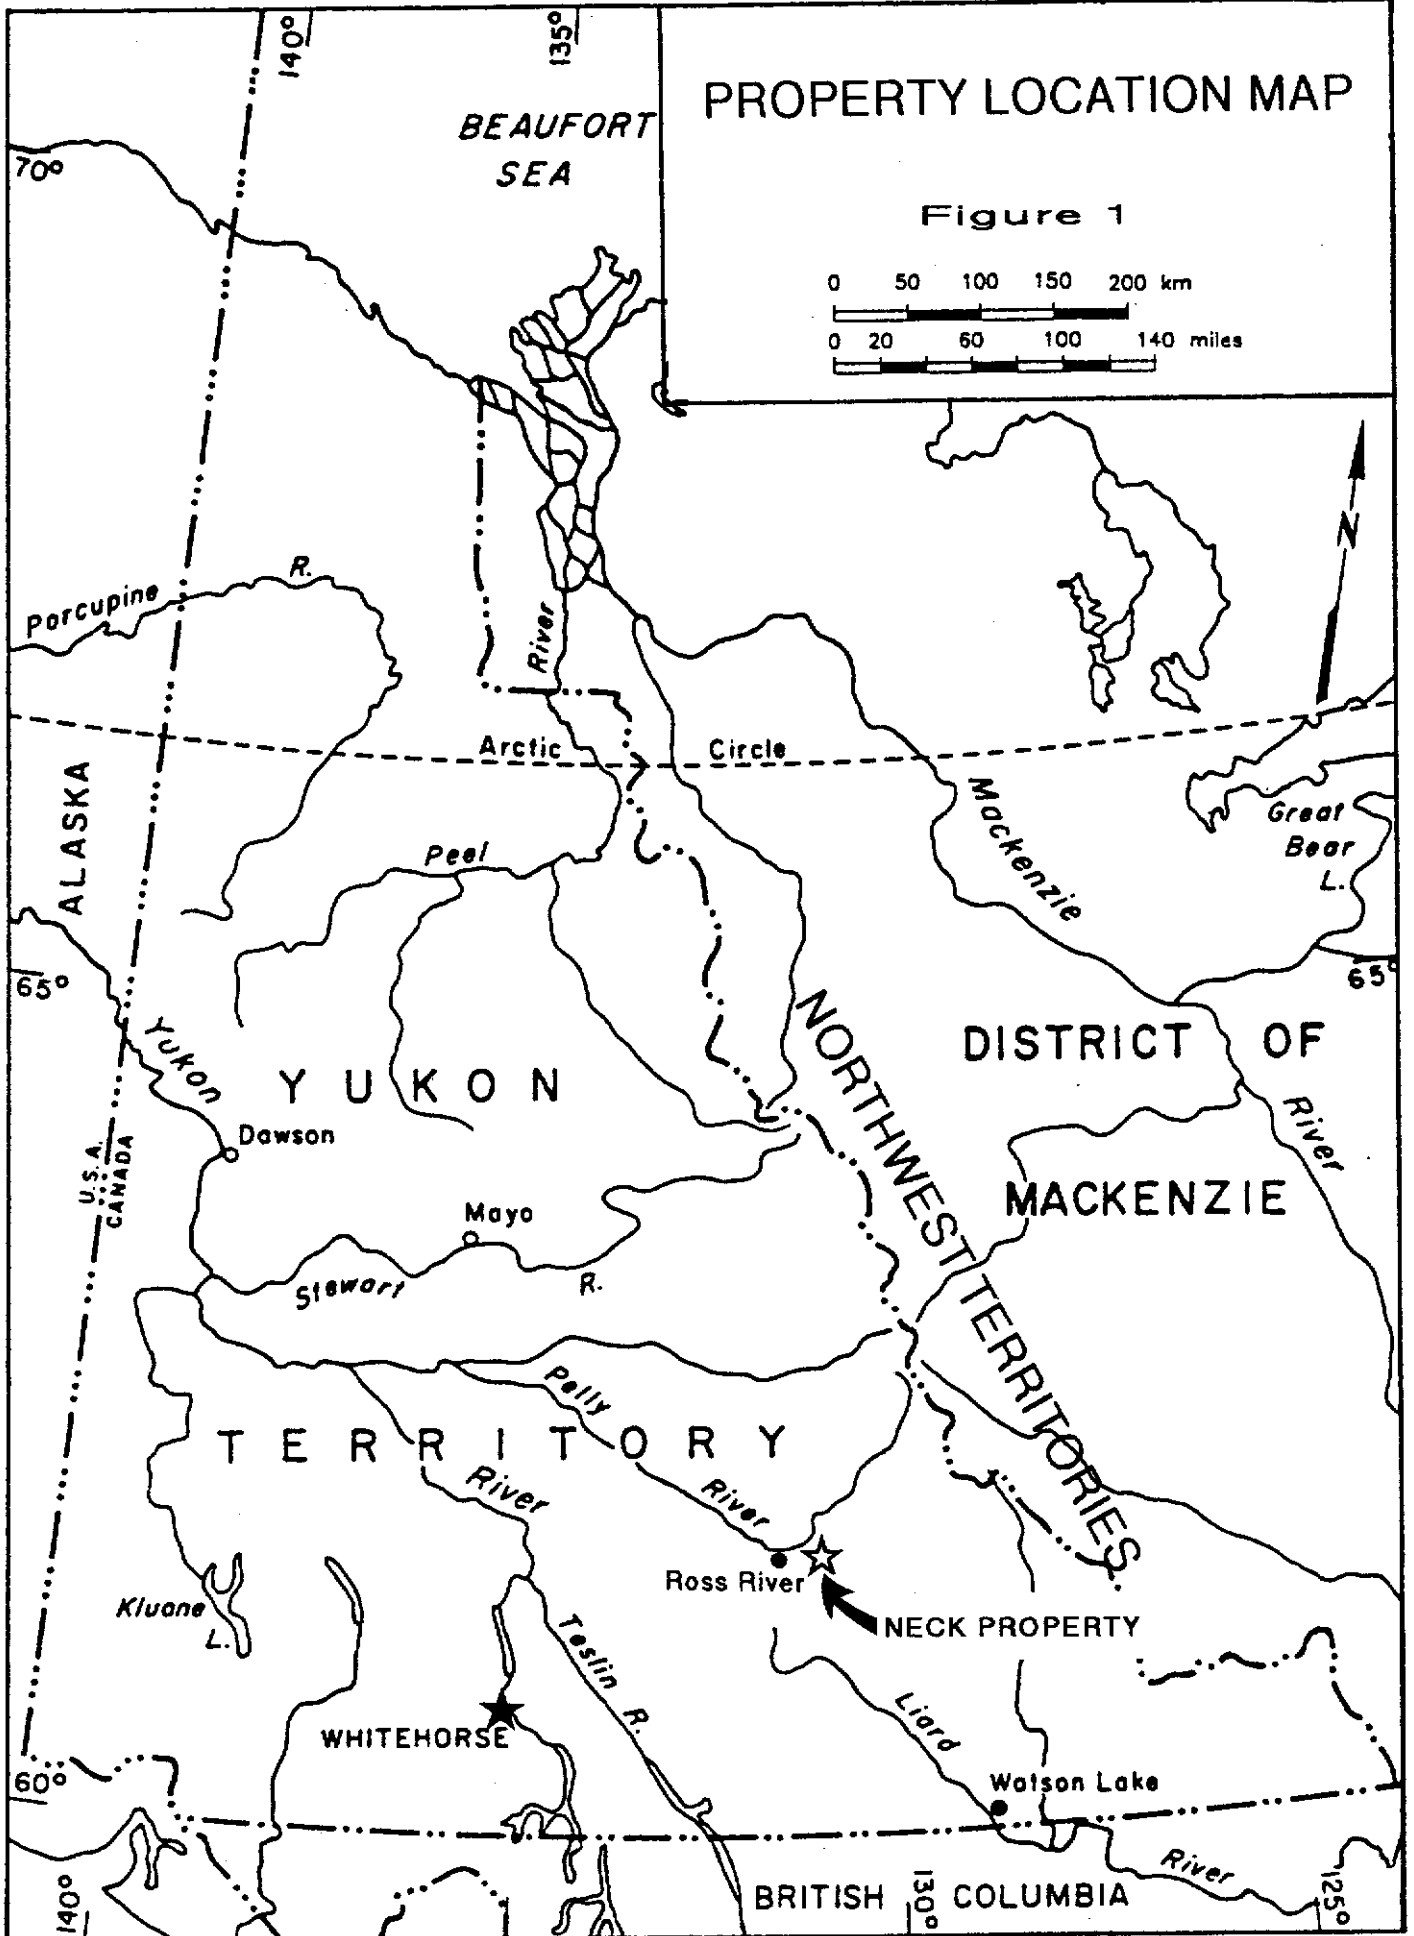 140°
135°
PROPERTY LOCATION MAP
BEAUFORT
SEA
70°
Figure 1
0 50 100 150 200 km
0 20 60 100 140 miles
N
Porcupine R.
River
Arctic Circle
ALASKA
Mackenzie
Great
Bear
L.
Peel
65°
65°
Yukon
NORTHWEST TERRITORIES
DISTRICT OF
YUKON
River
Dawson
U.S.A.
CANADA
MACKENZIE
Mayo
Stewart R.
Pelly
TERRITORY
River
River
Ross River
Kluane
L.
NECK PROPERTY
Teslin R.
Liard
WHITEHORSE
60°
Watson Lake
River
BRITISH COLUMBIA
140°
130°
125°